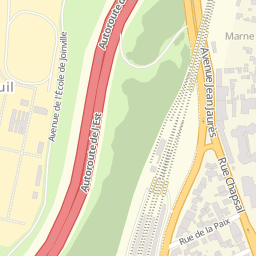 Autoroute d
Avenue de l'École de Joinville
Marne
uil
Avenue Jean Jaurès
Autoroute de l'Est
Rue Chapsal
Rue de la Paix